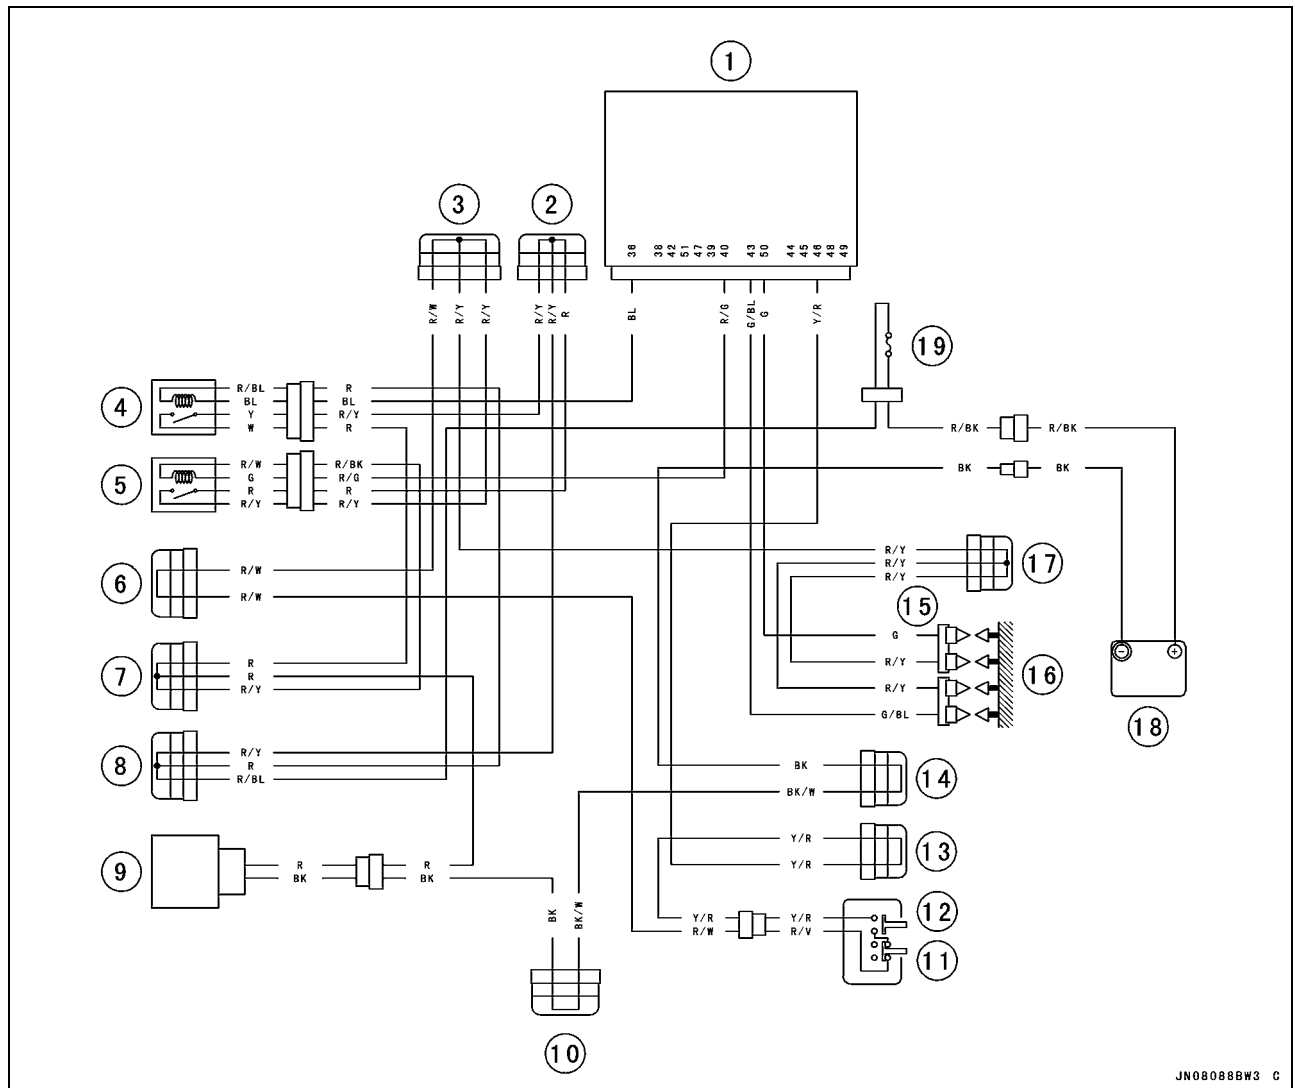 1
3
2
36
38
42
51
47
39
40
43
50
44
45
46
48
49
R/W
R/Y
R/Y
R/Y
R/Y
R
BL
R/G
G/BL
G
Y/R
19
4
R/BL
R
BL
BL
Y
R/Y
W
R
R/BK
R/BK
BK
BK
5
R/W
R/BK
G
R/G
R
R
R/Y
R/Y
6
R/W
R/W
R/Y
R/Y
R/Y
17
15
7
R
R
R/Y
G
R/Y
R/Y
G/BL
16
18
8
R/Y
R
R/BL
BK
BK/W
14
9
R
R
BK
BK
Y/R
Y/R
13
BK
BK/W
Y/R
Y/R
R/W
R/V
12
11
10
JN08088BW3 C